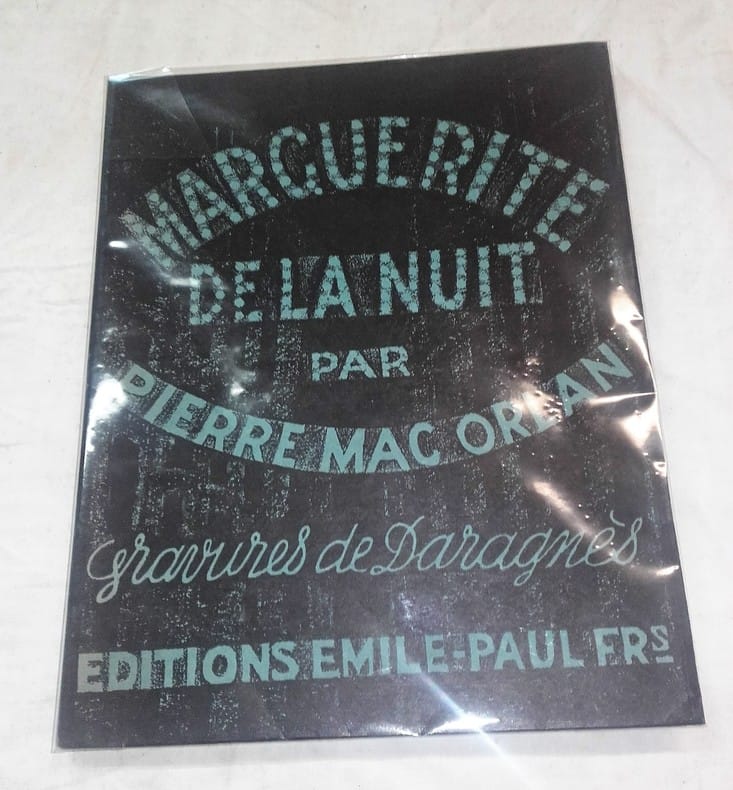 MARGUERITE
DE LA NUIT
PAR
PIERRE MAC ORLAN
Gravures de Daragnès
EDITIONS EMILE-PAUL FRS